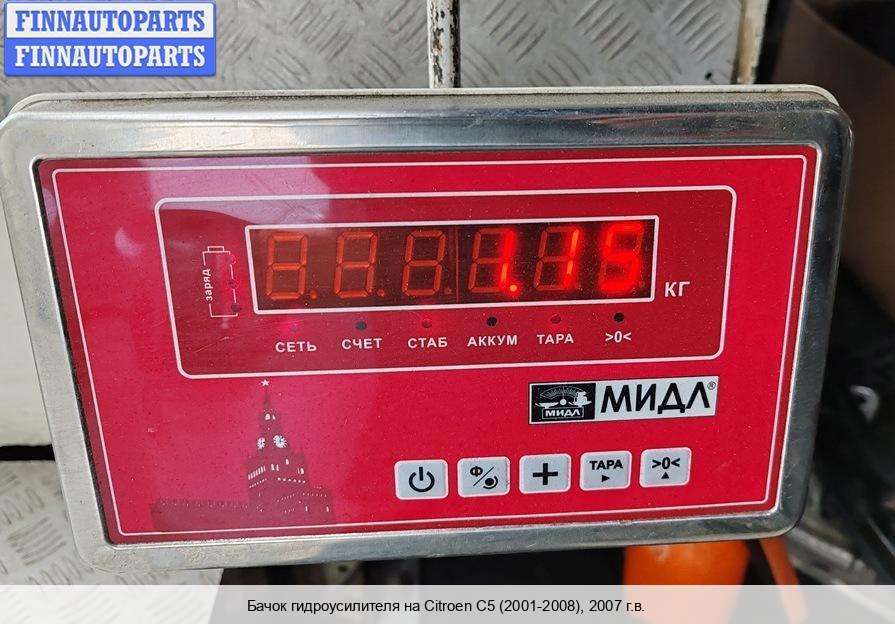 FINNAUTOPARTS
FINNAUTOPARTS
заряд
1.15
КГ
СЕТЬ СЧЕТ СТАБ АККУМ ТАРА >0<
МИДЛ МИДЛ®
Ф ТАРА >0<
Бачок гидроусилителя на Citroen C5 (2001-2008), 2007 г.в.